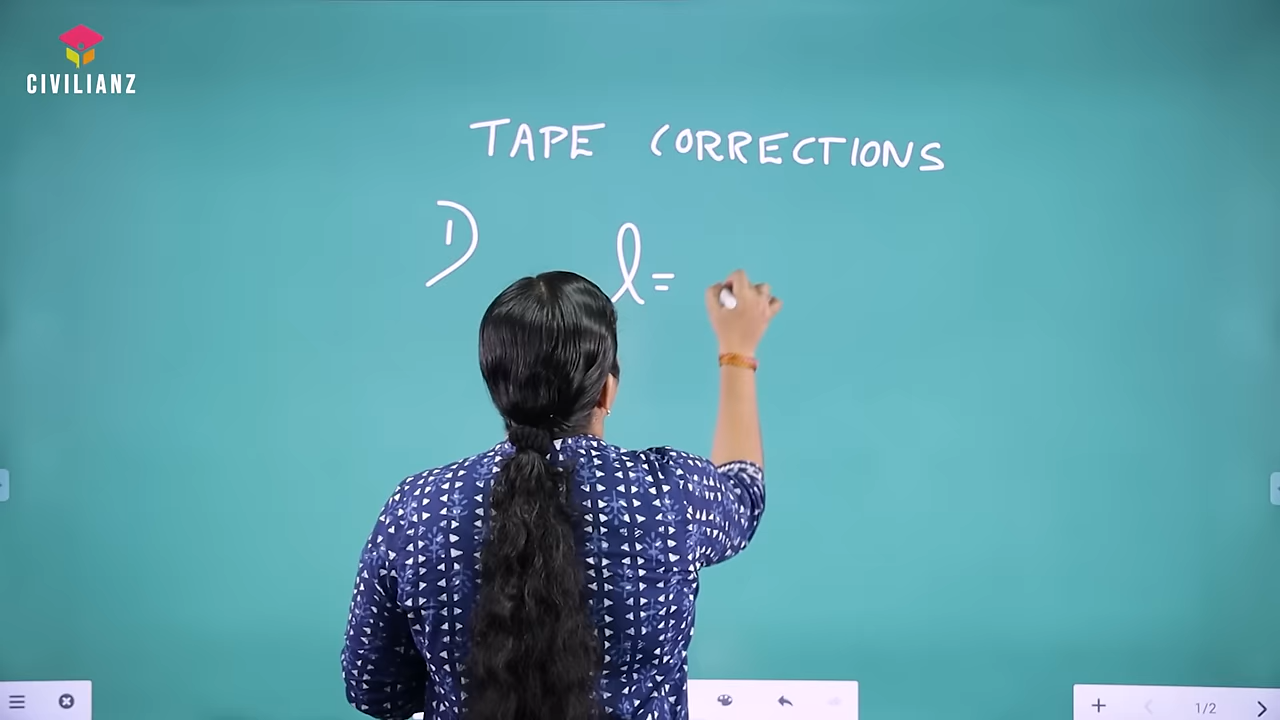 CIVILIANZ
TAPE CORRECTIONS
1) l=
1/2